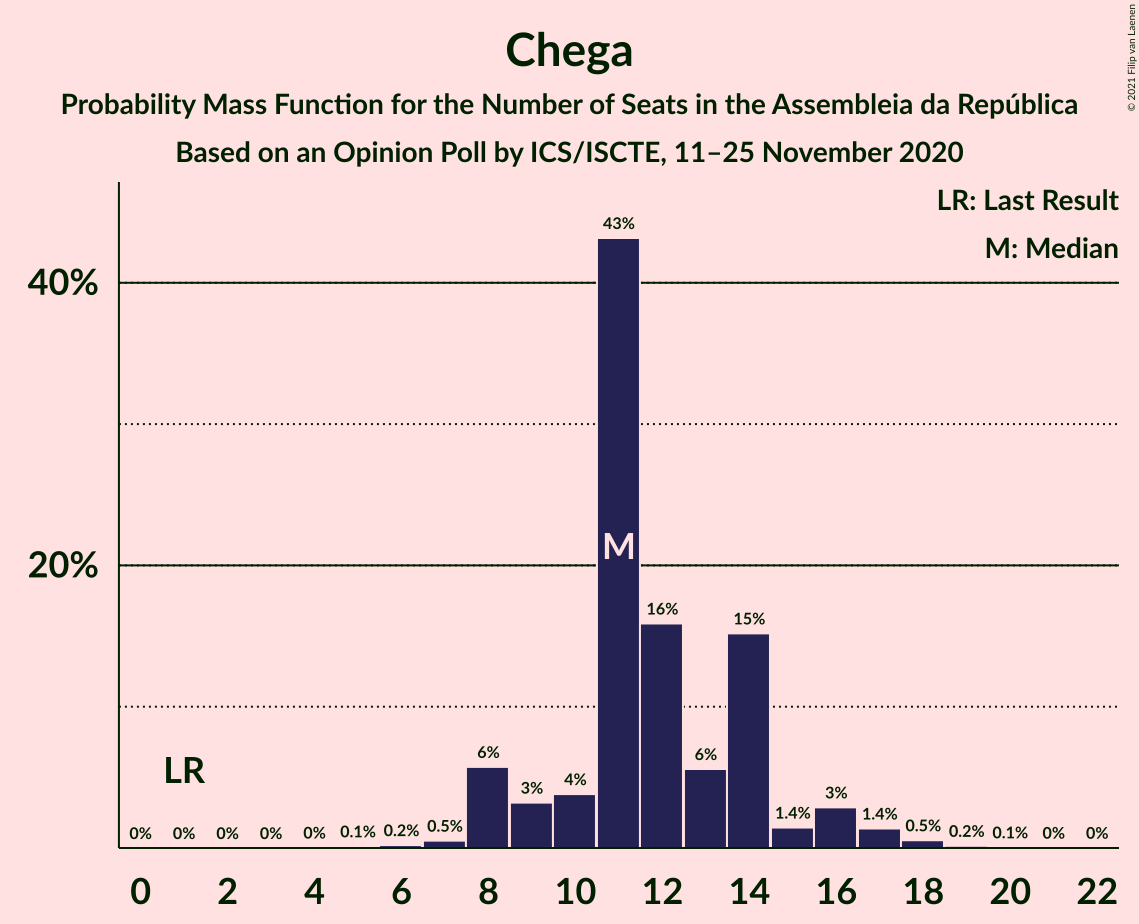 Chega
Probability Mass Function for the Number of Seats in the Assembleia da República
Based on an Opinion Poll by ICS/ISCTE, 11–25 November 2020
© 2021 Filip van Laenen
LR: Last Result
M: Median
43%
40%
M
20%
16%
15%
LR
6%
3%
4%
6%
3%
0%
0%
0%
0%
0%
0.1%
0.2%
0.5%
1.4%
1.4%
0.5%
0.2%
0.1%
0%
0%
0 2 4 6 8 10 12 14 16 18 20 22